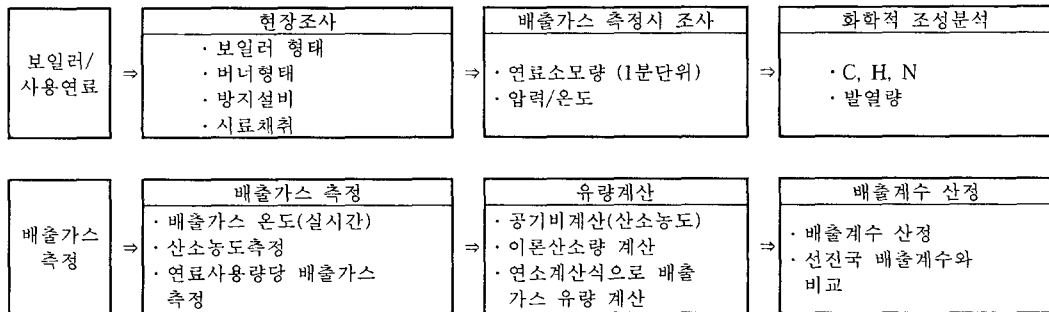 보일러/
사용연료
⇒
현장조사
· 보일러 형태
· 버너형태
· 방지설비
· 시료채취
⇒
배출가스 측정시 조사
· 연료소모량 (1분단위)
· 압력/온도
⇒
화학적 조성분석
· C, H, N
· 발열량
배출가스
측정
⇒
배출가스 측정
· 배출가스 온도(실시간)
· 산소농도측정
· 연료사용량당 배출가스
측정
⇒
유량계산
· 공기비계산(산소농도)
· 이론산소량 계산
· 연소계산식으로 배출
가스 유량 계산
⇒
배출계수 산정
· 배출계수 산정
· 선진국 배출계수와
비교